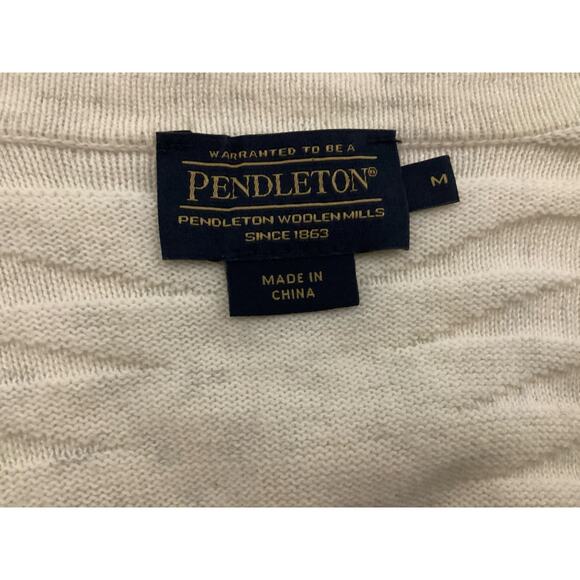 WARRANTED TO BE A
PENDLETON®
PENDLETON WOOLEN MILLS
SINCE 1863
M
MADE IN
CHINA